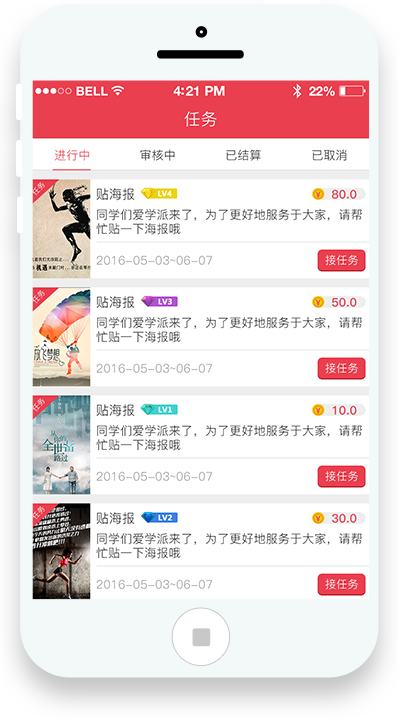 BELL 4:21 PM 22%
任务
进行中 审核中 已结算 已取消
任务
贴海报 LV4 80.0
同学们爱学派来了，为了更好地服务于大家，请帮
忙贴一下海报哦
2016-05-03~06-07 接任务
任务
贴海报 LV3 50.0
同学们爱学派来了，为了更好地服务于大家，请帮
忙贴一下海报哦
2016-05-03~06-07 接任务
任务
贴海报 LV1 10.0
同学们爱学派来了，为了更好地服务于大家，请帮
忙贴一下海报哦
2016-05-03~06-07 接任务
任务
贴海报 LV2 30.0
同学们爱学派来了，为了更好地服务于大家，请帮
忙贴一下海报哦
2016-05-03~06-07 接任务